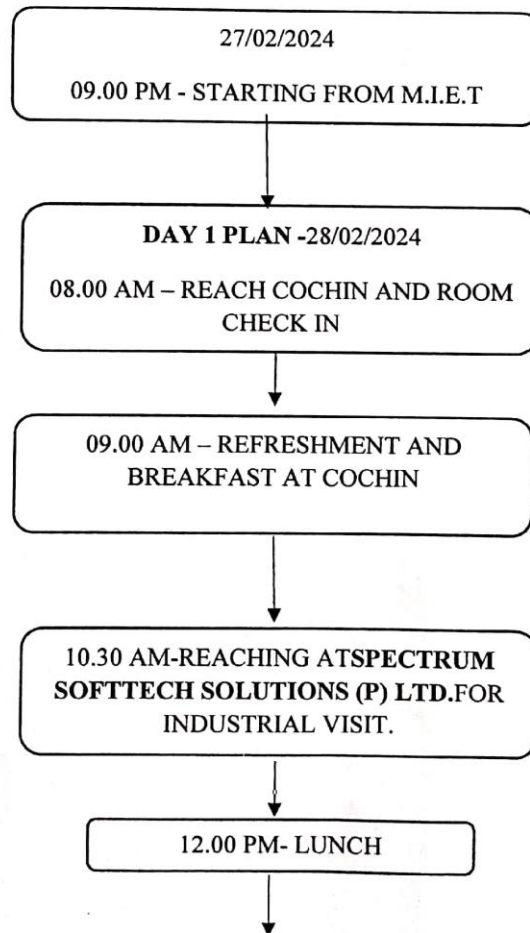 27/02/2024
09.00 PM - STARTING FROM M.I.E.T
DAY 1 PLAN -28/02/2024
08.00 AM – REACH COCHIN AND ROOM
CHECK IN
09.00 AM – REFRESHMENT AND
BREAKFAST AT COCHIN
10.30 AM-REACHING ATSPECTRUM
SOFTTECH SOLUTIONS (P) LTD.FOR
INDUSTRIAL VISIT.
12.00 PM- LUNCH